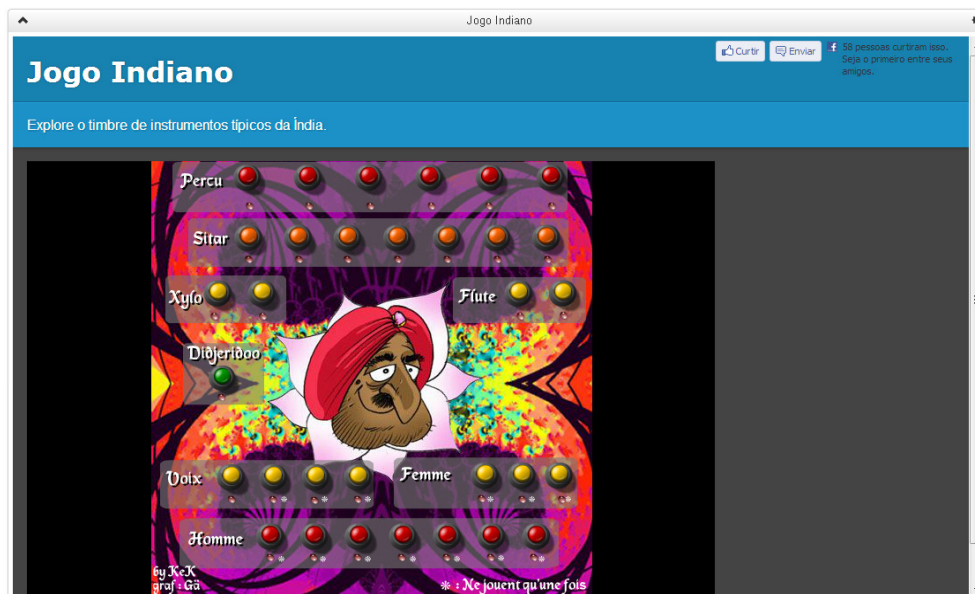 Jogo Indiano
Jogo Indiano
Curtir
Enviar
58 pessoas curtiram isso.
Seja o primeiro entre seus
amigos.
Explore o timbre de instrumentos típicos da Índia.
Percu
Sitar
Xylo
Flute
Didjeridoo
Voix
Femme
Homme
by KeK
graf : Gä
* : Ne jouent qu'une fois